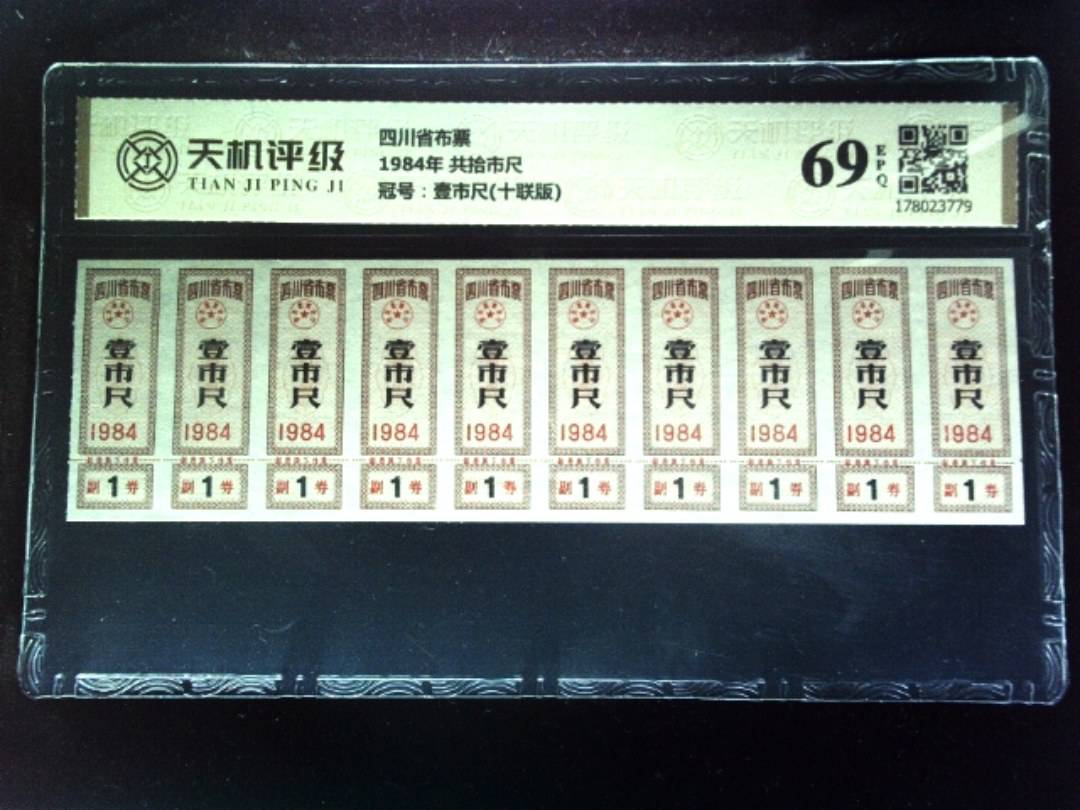 天机评级
TIAN JI PING JI
四川省布票
1984年 共拾市尺
冠号：壹市尺(十联版)
69
EPQ
178023779
四川省布票 四川省布票 四川省布票 四川省布票 四川省布票 四川省布票 四川省布票 四川省布票 四川省布票 四川省布票
壹市尺 壹市尺 壹市尺 壹市尺 壹市尺 壹市尺 壹市尺 壹市尺 壹市尺 壹市尺
1984 1984 1984 1984 1984 1984 1984 1984 1984 1984
副1券 副1券 副1券 副1券 副1券 副1券 副1券 副1券 副1券 副1券